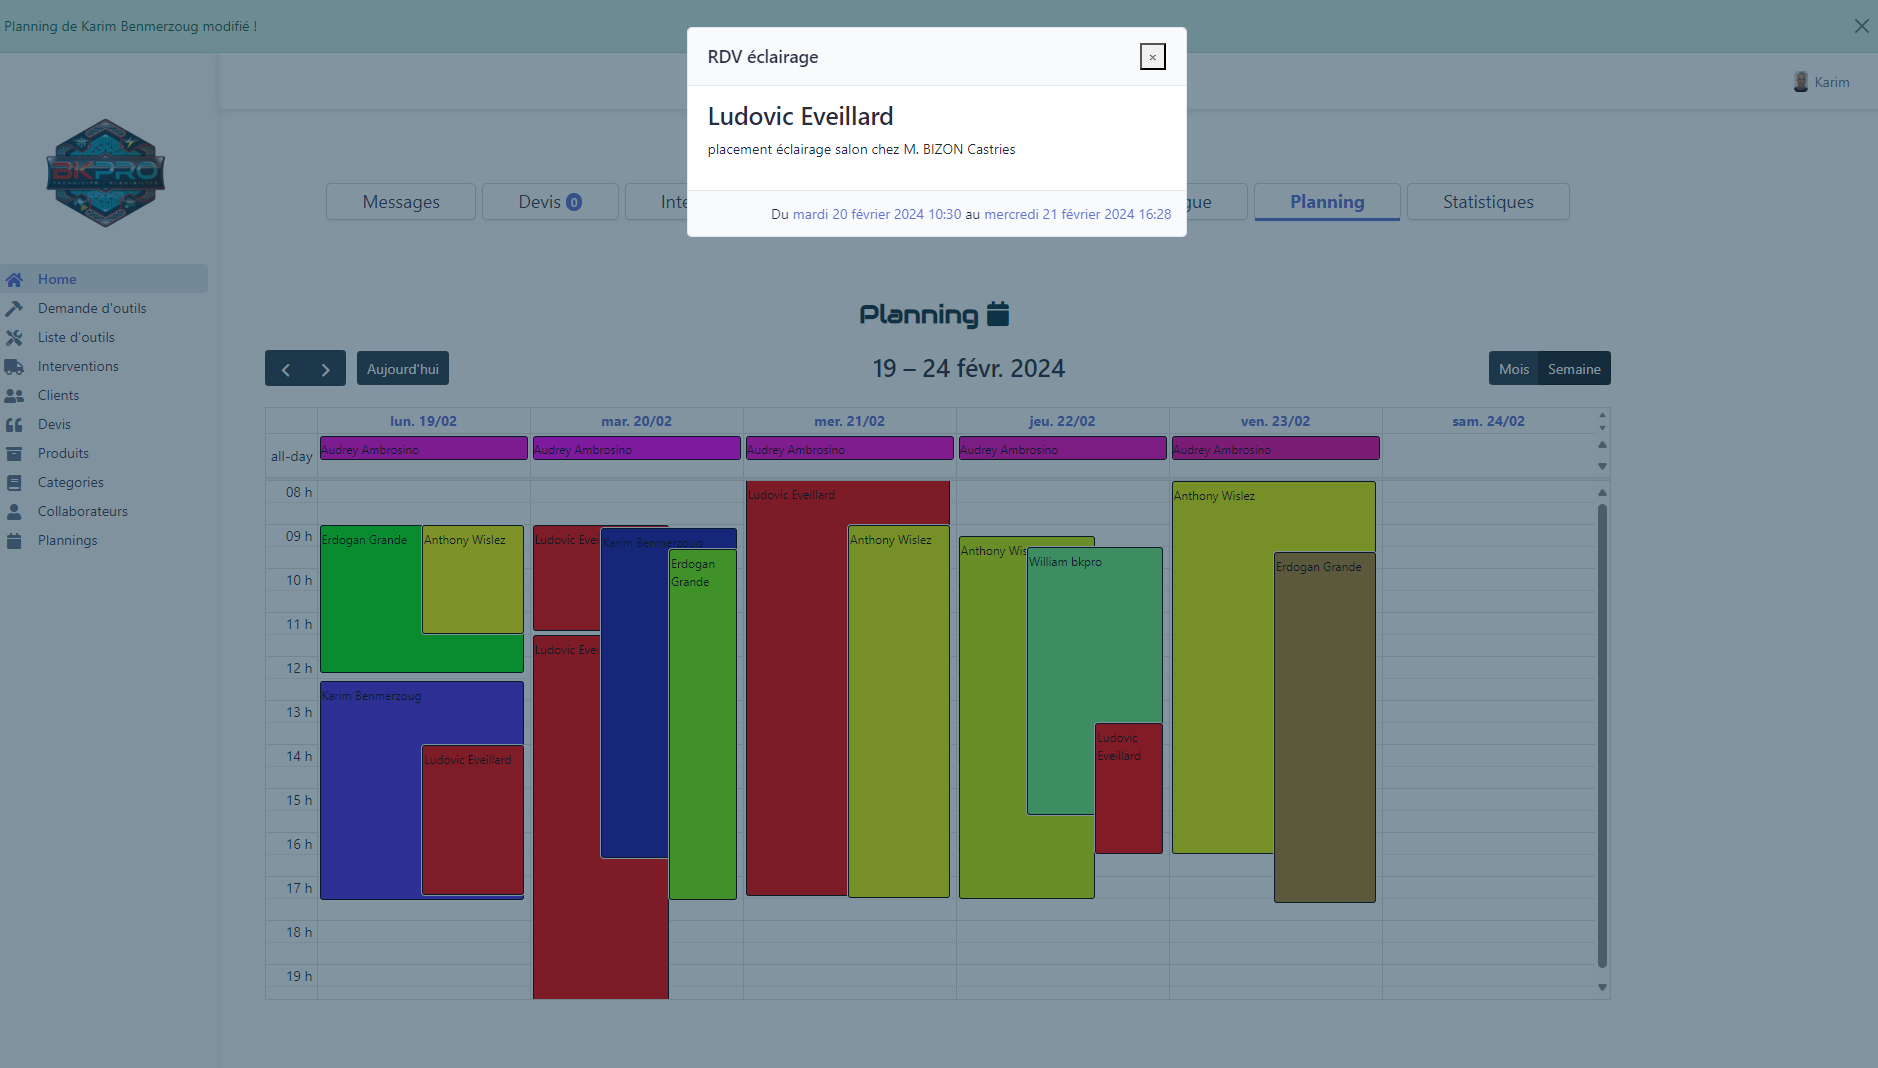 Planning de Karim Benmerzoug modifié !
RDV éclairage
×
Ludovic Eveillard
placement éclairage salon chez M. BIZON Castries
Du mardi 20 février 2024 10:30 au mercredi 21 février 2024 16:28
Karim
BKPRO
Messages
Devis 0
Inte
gue
Planning
Statistiques
Home
Demande d'outils
Liste d'outils
Interventions
Clients
Devis
Produits
Categories
Collaborateurs
Plannings
Planning
Aujourd'hui
19 – 24 févr. 2024
Mois
Semaine
lun. 19/02
mar. 20/02
mer. 21/02
jeu. 22/02
ven. 23/02
sam. 24/02
all-day
Audrey Ambrosino
Audrey Ambrosino
Audrey Ambrosino
Audrey Ambrosino
Audrey Ambrosino
08 h
09 h
10 h
11 h
12 h
13 h
14 h
15 h
16 h
17 h
18 h
19 h
Erdogan Grande
Anthony Wislez
Karim Benmerzoug
Ludovic Eveillard
Ludovic Evei
Karim Benmerzoug
Erdogan
Grande
Ludovic Evei
Ludovic Eveillard
Anthony Wislez
Anthony Wis
William bkpro
Ludovic
Eveillard
Anthony Wislez
Erdogan Grande